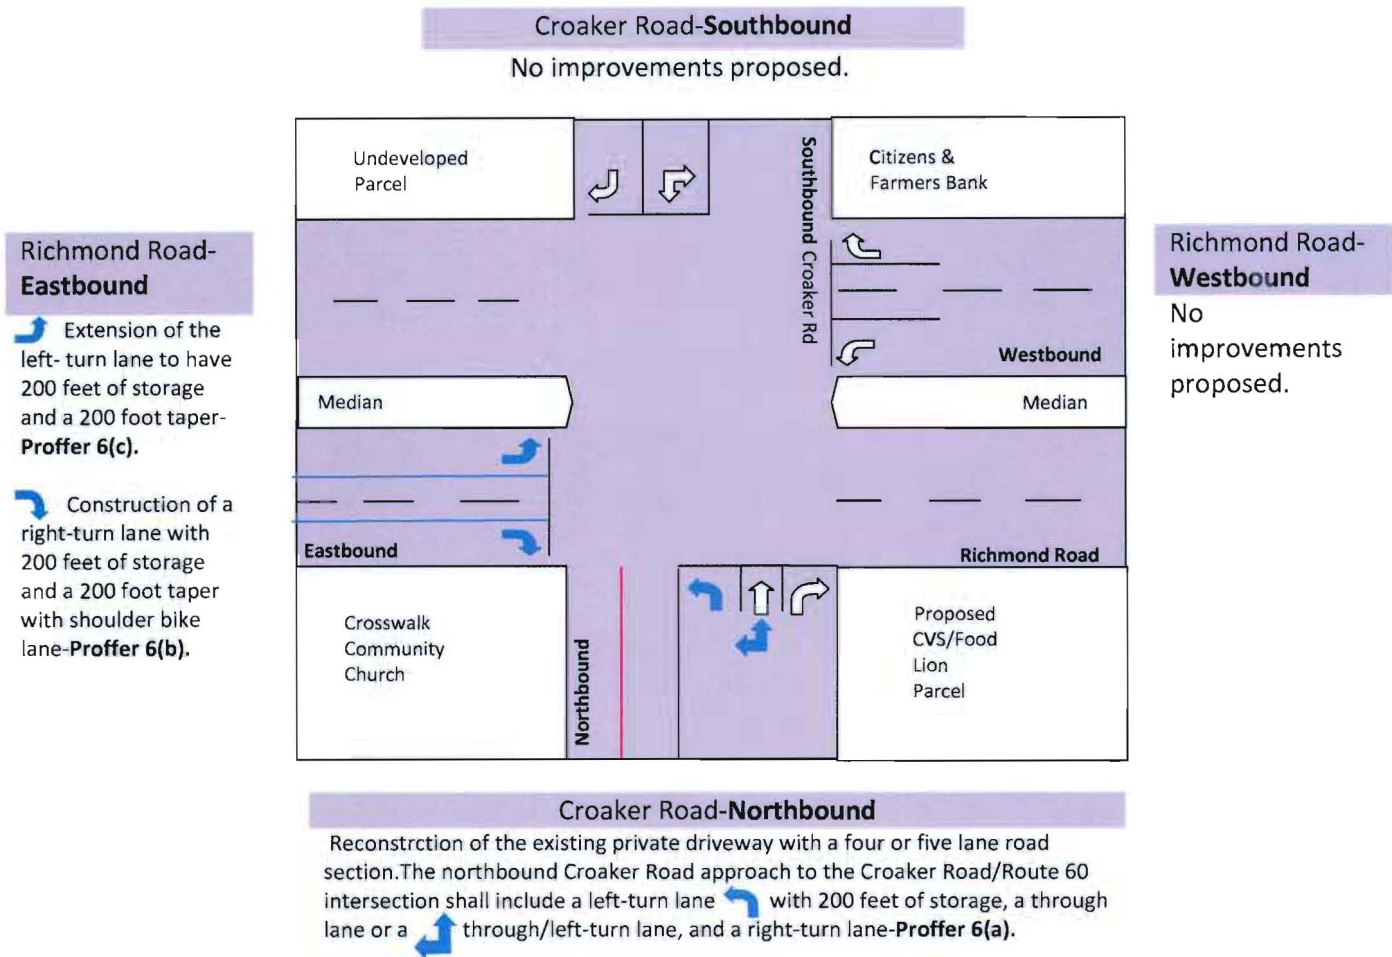 Croaker Road-Southbound
No improvements proposed.
Undeveloped
Parcel
Southbound Croaker Rd
Citizens &
Farmers Bank
Richmond Road-
Eastbound
Extension of the
left- turn lane to have
200 feet of storage
and a 200 foot taper-
Proffer 6(c).
Construction of a
right-turn lane with
200 feet of storage
and a 200 foot taper
with shoulder bike
lane-Proffer 6(b).
Richmond Road-
Westbound
No
improvements
proposed.
Westbound
Median
Median
Eastbound
Richmond Road
Crosswalk
Community
Church
Northbound
Proposed
CVS/Food
Lion
Parcel
Croaker Road-Northbound
Reconstrction of the existing private driveway with a four or five lane road
section.The northbound Croaker Road approach to the Croaker Road/Route 60
intersection shall include a left-turn lane with 200 feet of storage, a through
lane or a through/left-turn lane, and a right-turn lane-Proffer 6(a).